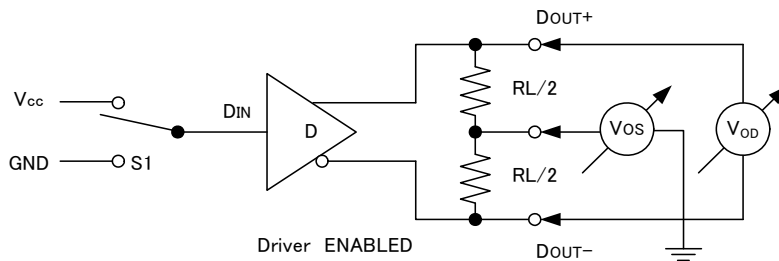 DOUT+
Vcc
DIN
D
RL/2
VOS
VOD
GND
S1
RL/2
Driver ENABLED
DOUT-